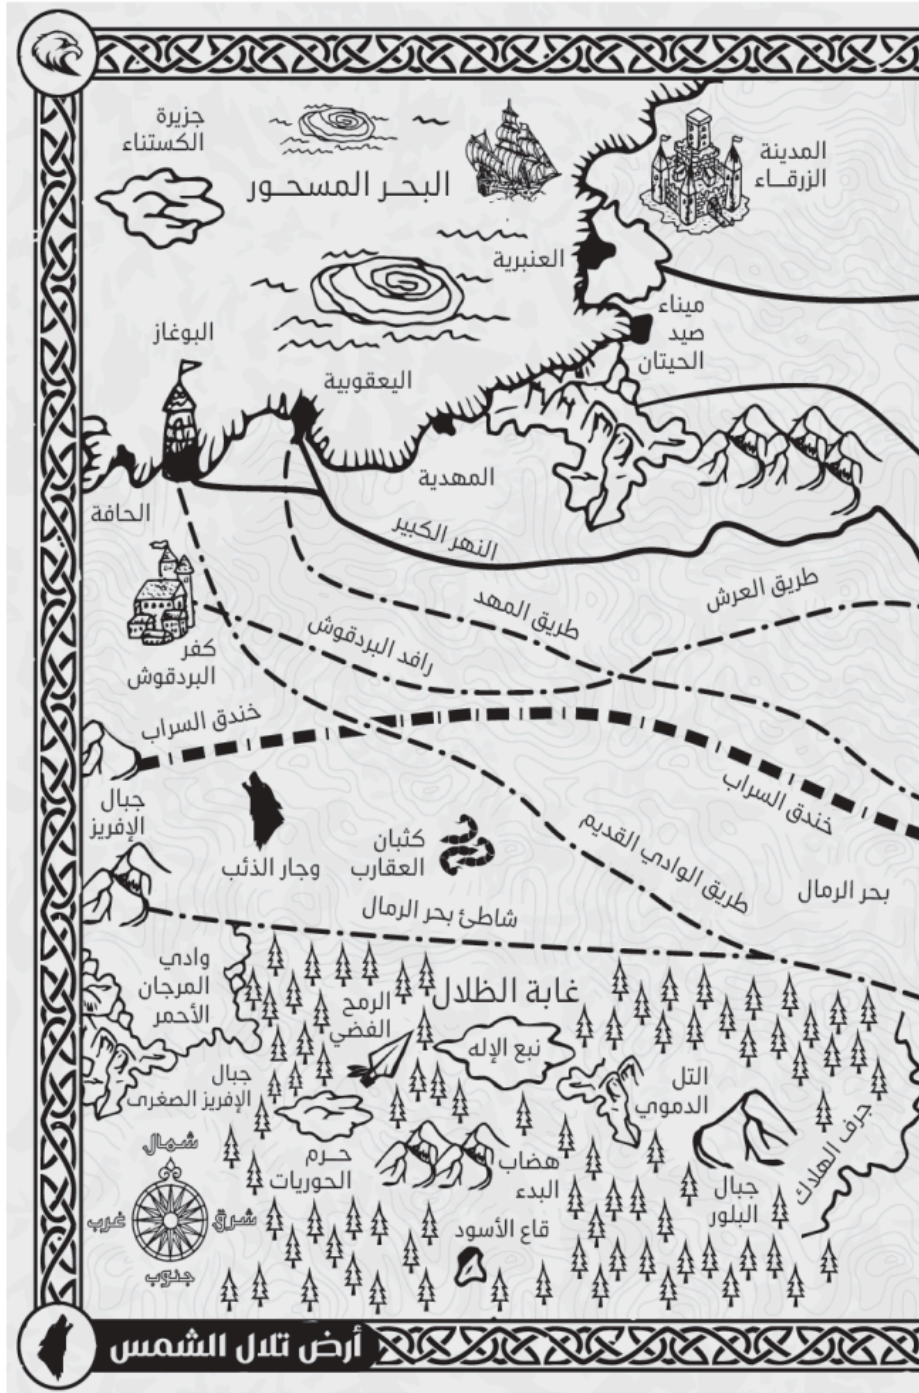 جزيرة
الكستناء
البحر المسحور
المدينة
الزرقاء
العنبرية
ميناء
صيد
الحيتان
البوغاز
اليعقوبية
المهدية
الحافة
النهر الكبير
طريق العرش
طريق المهد
رافد البردقوش
كفر
البردقوش
خندق السراب
خندق السراب
جبال
الإفريز
وجار الذئب
كثبان
العقارب
طريق الوادي القديم
بحر الرمال
شاطئ بحر الرمال
وادي
المرجان
الأحمر
الرمح
الفضي
غابة الظلال
نبع الإله
جبال
الإفريز الصغرى
التل
الدموي
جرف الهلاك
حرم
الحوريات
هضاب
البدء
جبال
البلور
قاع الأسود
شمال
شرق
غرب
جنوب
أرض تلال الشمس